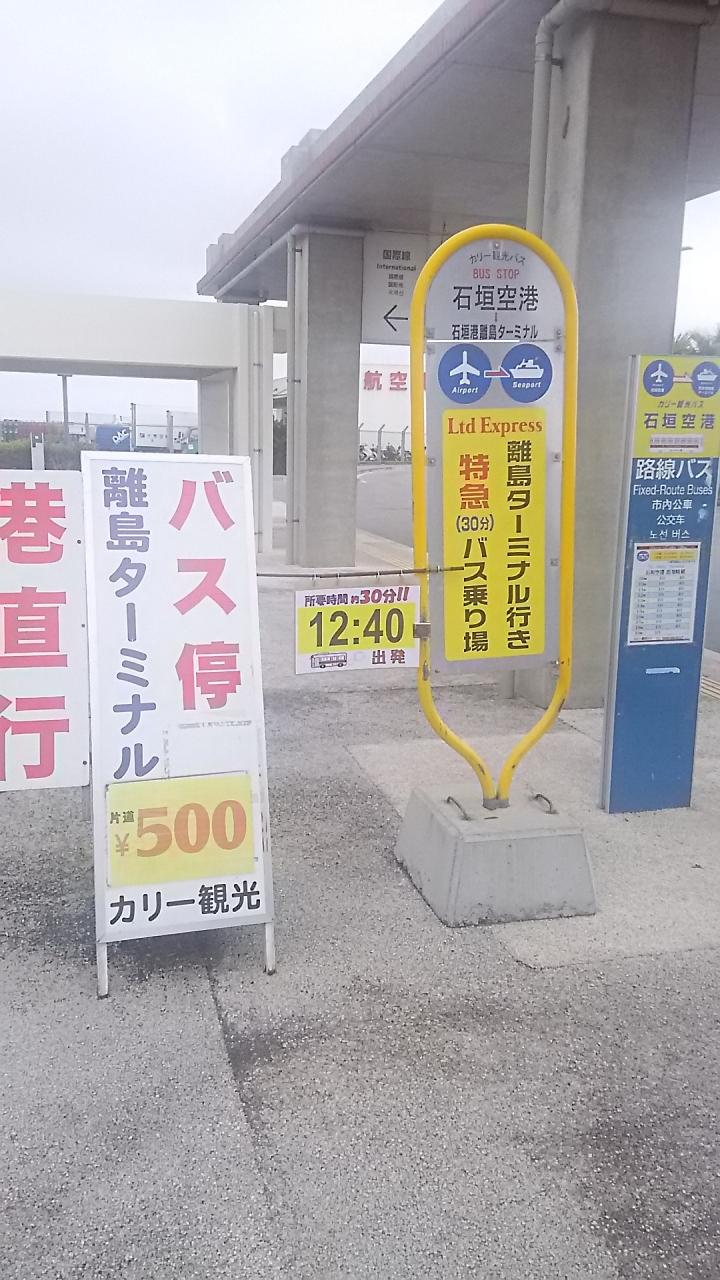 港直行
バス停
離島ターミナル
片道
¥500
カリー観光
所要時間 約30分!!
12:40
出発
国際線
International
カリー観光バス
BUS STOP
石垣空港
↓
石垣港離島ターミナル
Airport
Seaport
Ltd Express
離島ターミナル行き
特急(30分)バス乗り場
航空
カリー観光バス
石垣空港
路線バス
Fixed-Route Buses
市内公車
公交车
노선 버스